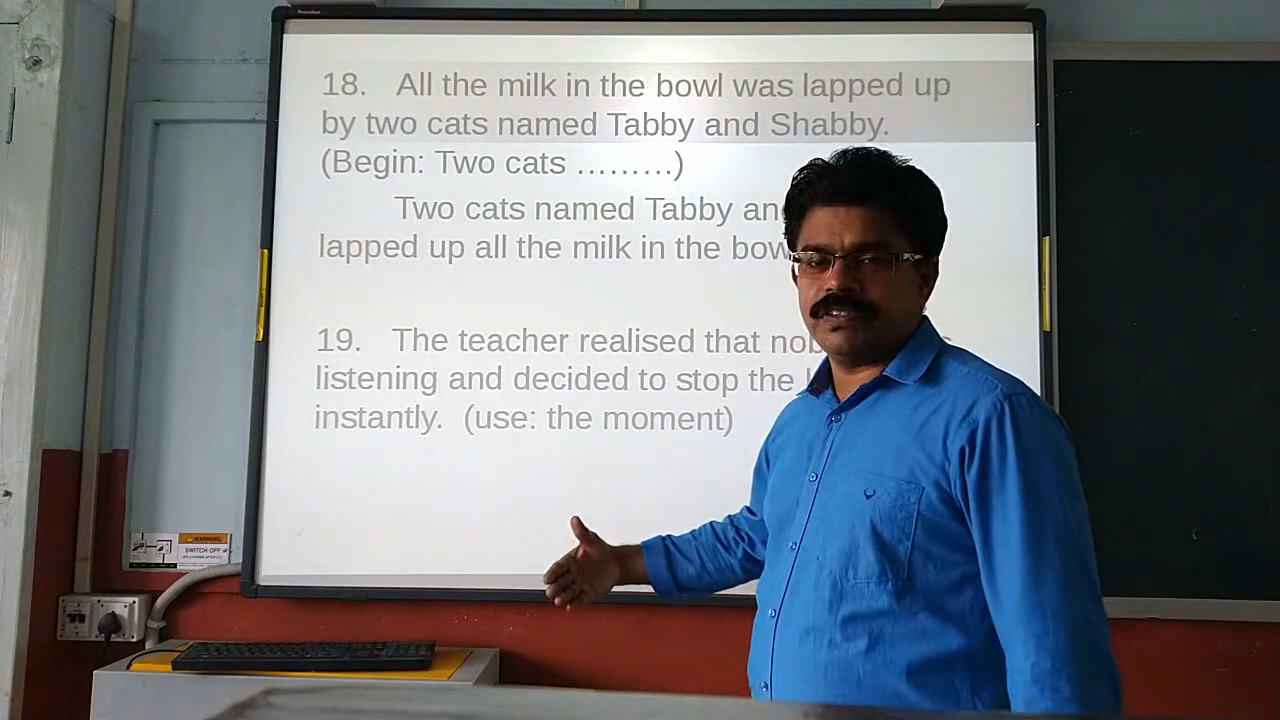 18. All the milk in the bowl was lapped up
by two cats named Tabby and Shabby.
(Begin: Two cats ………)
Two cats named Tabby and
lapped up all the milk in the bow
19. The teacher realised that nob
listening and decided to stop the
instantly. (use: the moment)
WARNING
SWITCH OFF